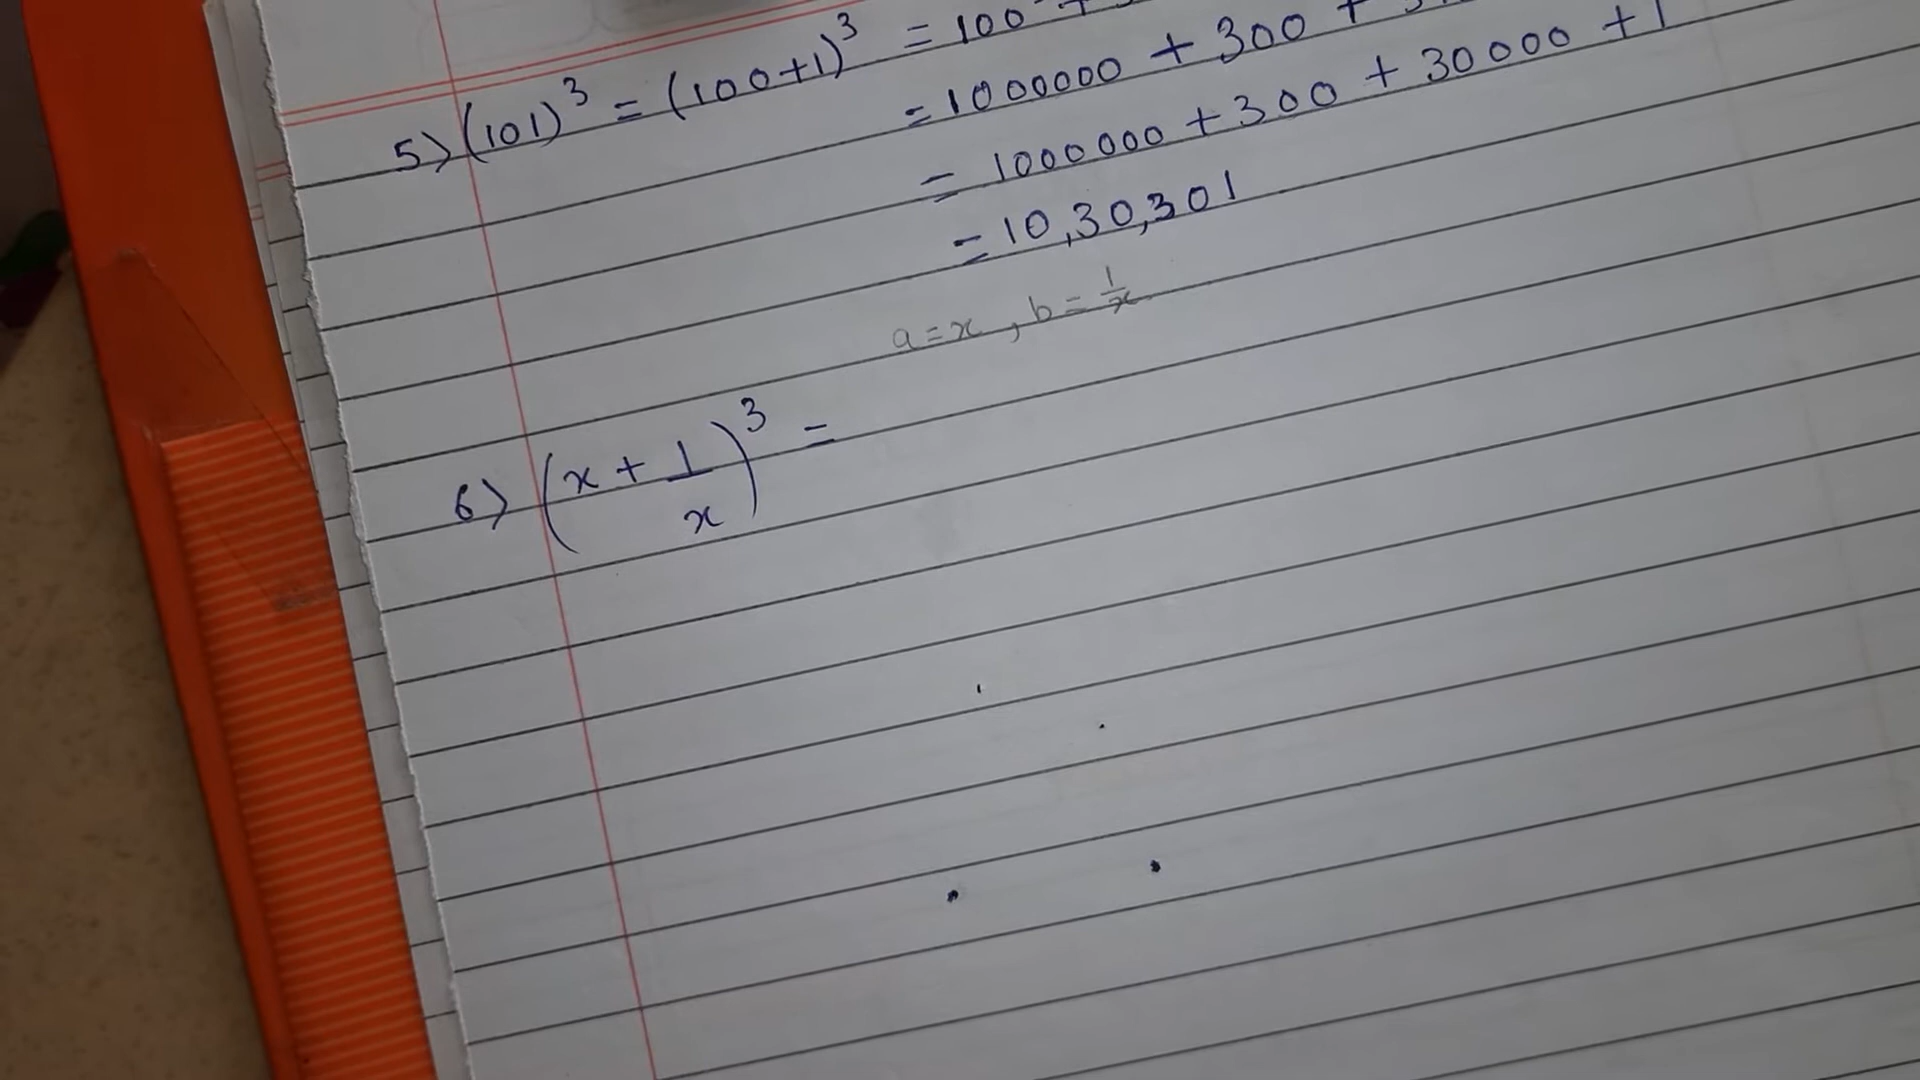 5) (101)³ = (100+1)³ = 100 +
= 1000000 + 300 +
= 1000000 + 300 + 30000 + 1
= 10,30,301
a = x, b = 1/x
6) (x + 1/x)³ =